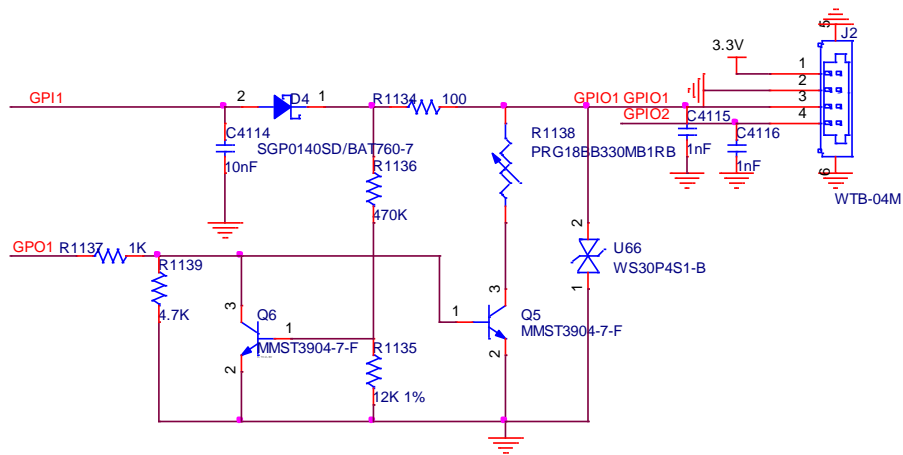 5
J2
3.3V
1
2
3
4
GPI1
2
D4
1
R1134
100
GPIO1
GPIO1
GPIO2
C4114
SGP0140SD/BAT760-7
10nF
R1138
PRG18BB330MB1RB
C4115
1nF
C4116
1nF
6
WTB-04M
R1136
470K
GPO1
R1137
1K
R1139
4.7K
3
Q6
1
MMST3904-7-F
2
3
1
Q5
MMST3904-7-F
2
2
U66
WS30P4S1-B
1
R1135
12K 1%